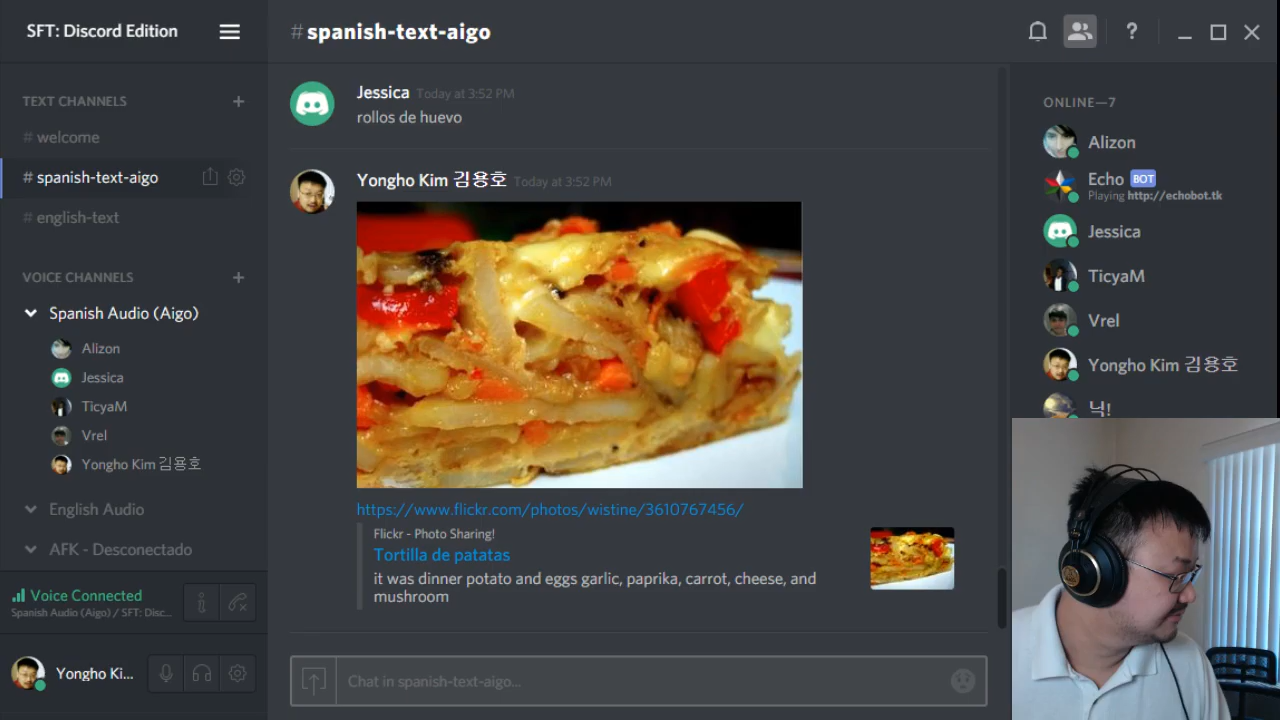 SFT: Discord Edition
TEXT CHANNELS
# welcome
# spanish-text-aigo
# english-text
VOICE CHANNELS
Spanish Audio (Aigo)
Alizon
Jessica
TicyaM
Vrel
Yongho Kim 김용호
English Audio
AFK - Desconectado
Voice Connected
Spanish Audio (Aigo) / SFT: Disc...
Yongho Ki...
#spanish-text-aigo
Jessica Today at 3:52 PM
rollos de huevo
Yongho Kim 김용호 Today at 3:52 PM
https://www.flickr.com/photos/wistine/3610767456/
Flickr - Photo Sharing!
Tortilla de patatas
it was dinner potato and eggs garlic, paprika, carrot, cheese, and
mushroom
Chat in spanish-text-aigo...
ONLINE—7
Alizon
Echo BOT
Playing http://echobot.tk
Jessica
TicyaM
Vrel
Yongho Kim 김용호
닉!